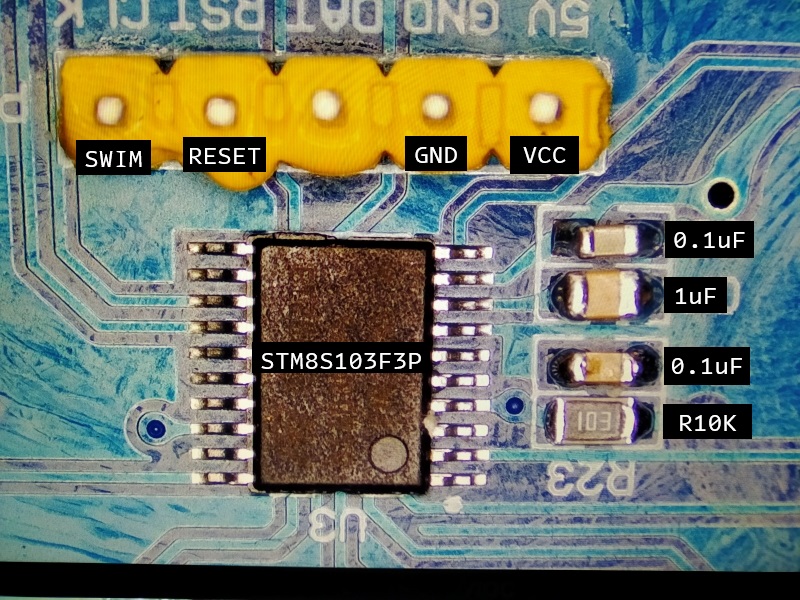 5V GND DAT RST CLK
SWIM
RESET
GND
VCC
0.1uF
1uF
STM8S103F3P
0.1uF
103
R10K
R23
U3